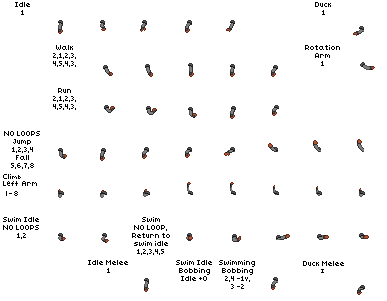 Idle
1
Duck
1
Walk
2,1,2,3,
4,5,4,3,
Rotation
Arm
1
Run
2,1,2,3,
4,5,4,3,
NO LOOPS
Jump
1,2,3,4
Fall
5,6,7,8
Climb
Left Arm
1-8
Swim Idle
NO LOOPS
1,2
Swim
NO LOOP,
Return to
swim idle
1,2,3,4,5
Swim Idle
Bobbing
Idle +0
Swimming
Bobbing
2,4 -1v,
3 -2
Idle Melee
1
Duck Melee
1